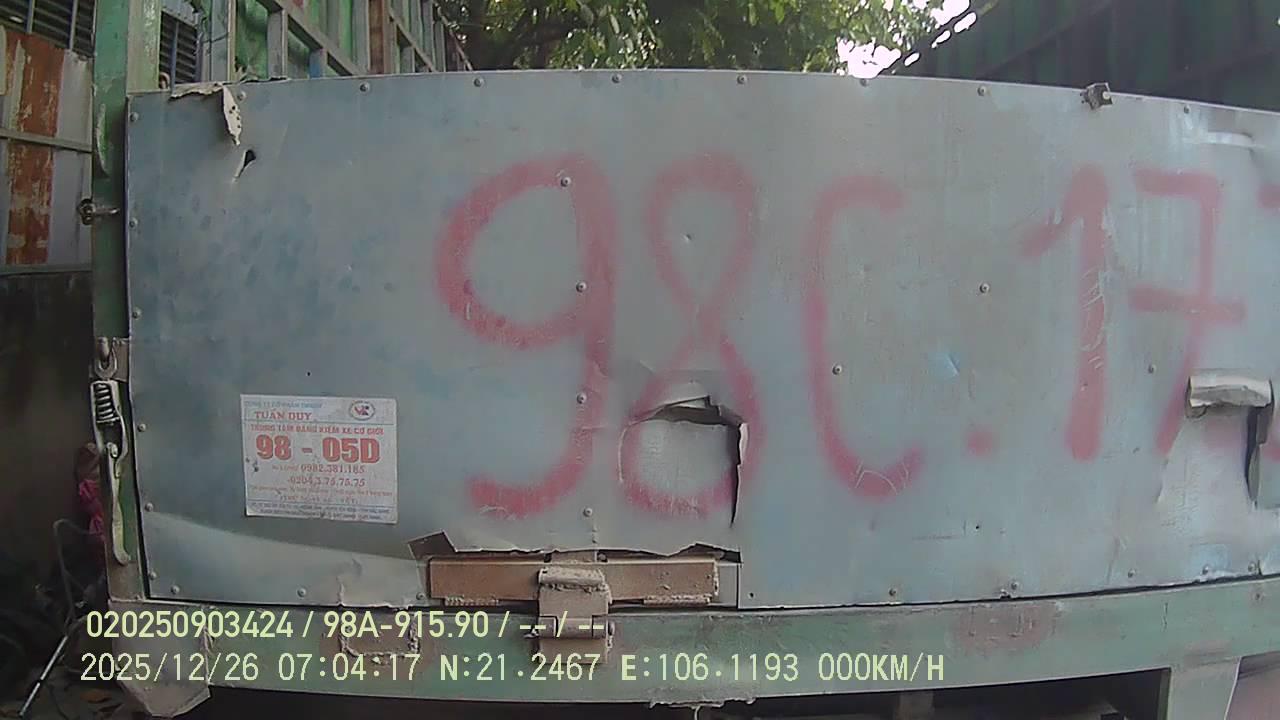 98C.17
TUẤN DUY
TRUNG TÂM ĐĂNG KIỂM XE CƠ GIỚI
98 - 05D
0982.381.185
0204.3.75.75.75
020250903424 / 98A-915.90 / -- / --
2025/12/26 07:04:17 N:21.2467 E:106.1193 000KM/H